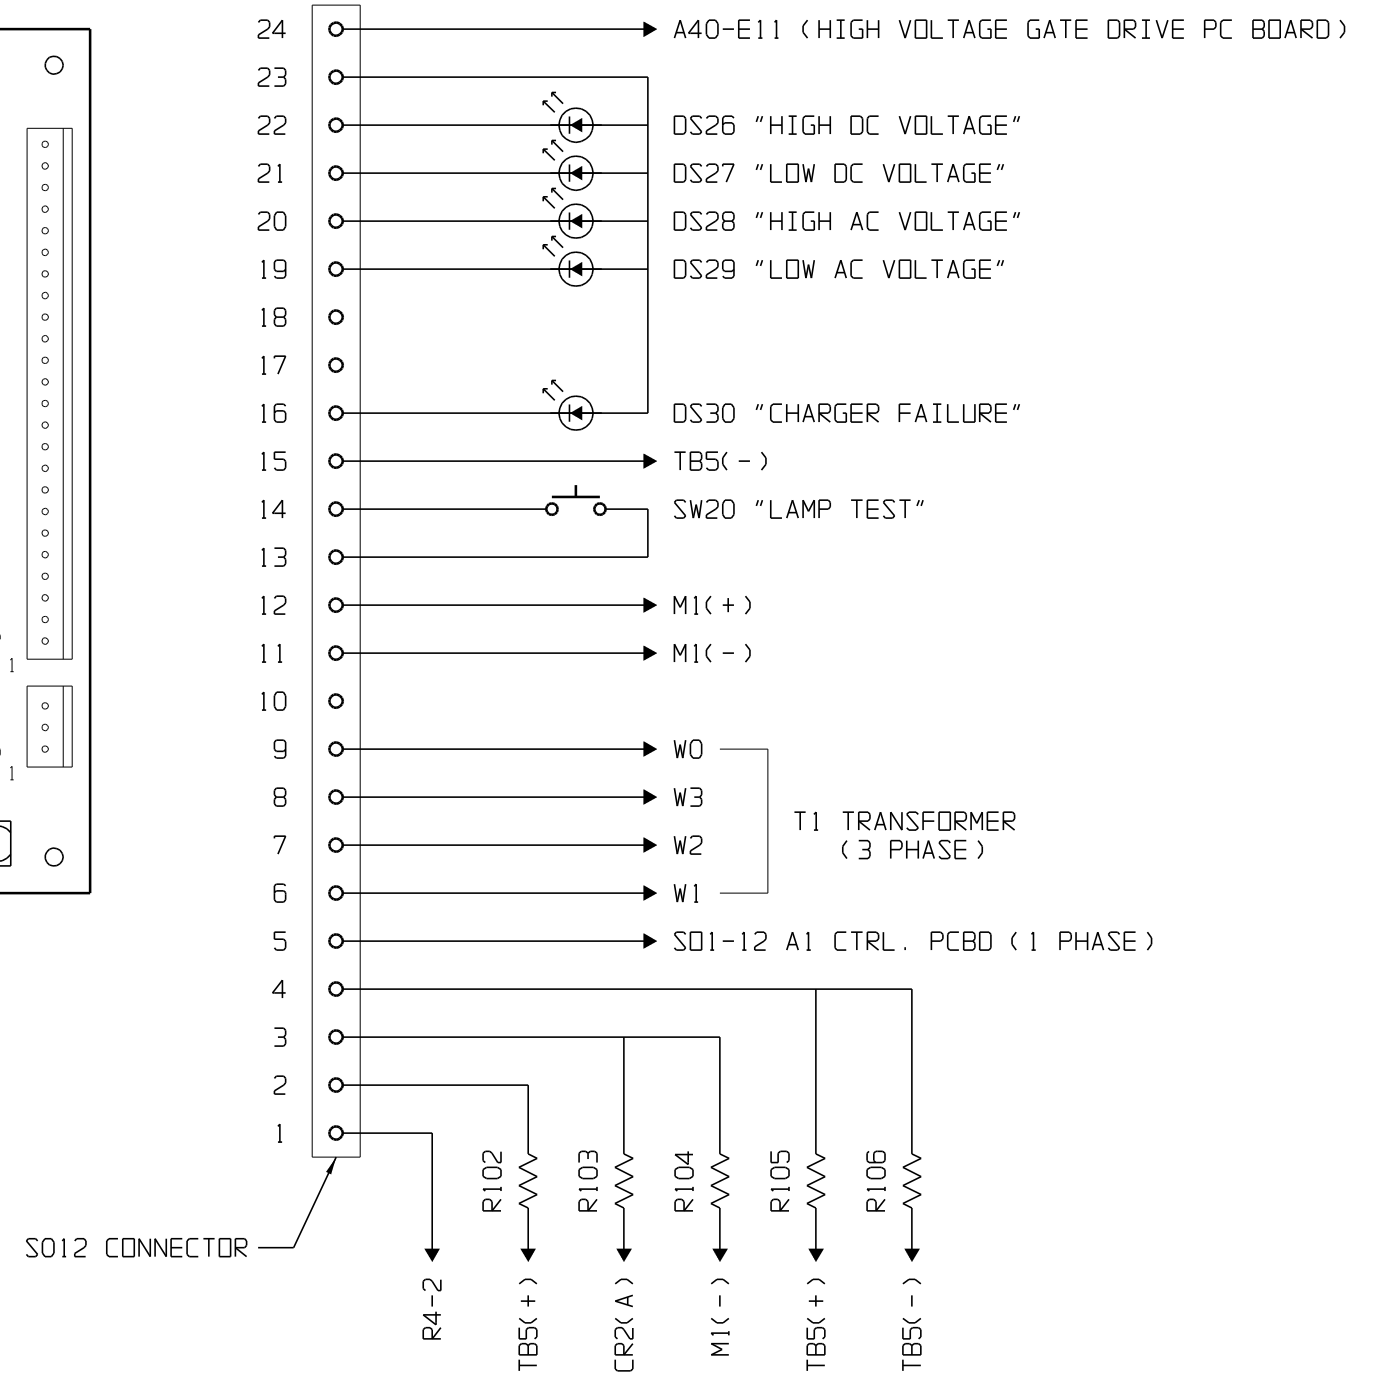 24 A40-E11 (HIGH VOLTAGE GATE DRIVE PC BOARD)
23
22 DS26 "HIGH DC VOLTAGE"
21 DS27 "LOW DC VOLTAGE"
20 DS28 "HIGH AC VOLTAGE"
19 DS29 "LOW AC VOLTAGE"
18
17
16 DS30 "CHARGER FAILURE"
15 TB5(-)
14 SW20 "LAMP TEST"
13
12 M1(+)
11 M1(-)
1
10
9 W0
1
8 W3
T1 TRANSFORMER
(3 PHASE)
7 W2
6 W1
5 SO1-12 A1 CTRL. PCBD (1 PHASE)
4
3
2
1
R102
R103
R104
R105
R106
SO12 CONNECTOR
R4-2
TB5(+)
CR2(A)
M1(-)
TB5(+)
TB5(-)